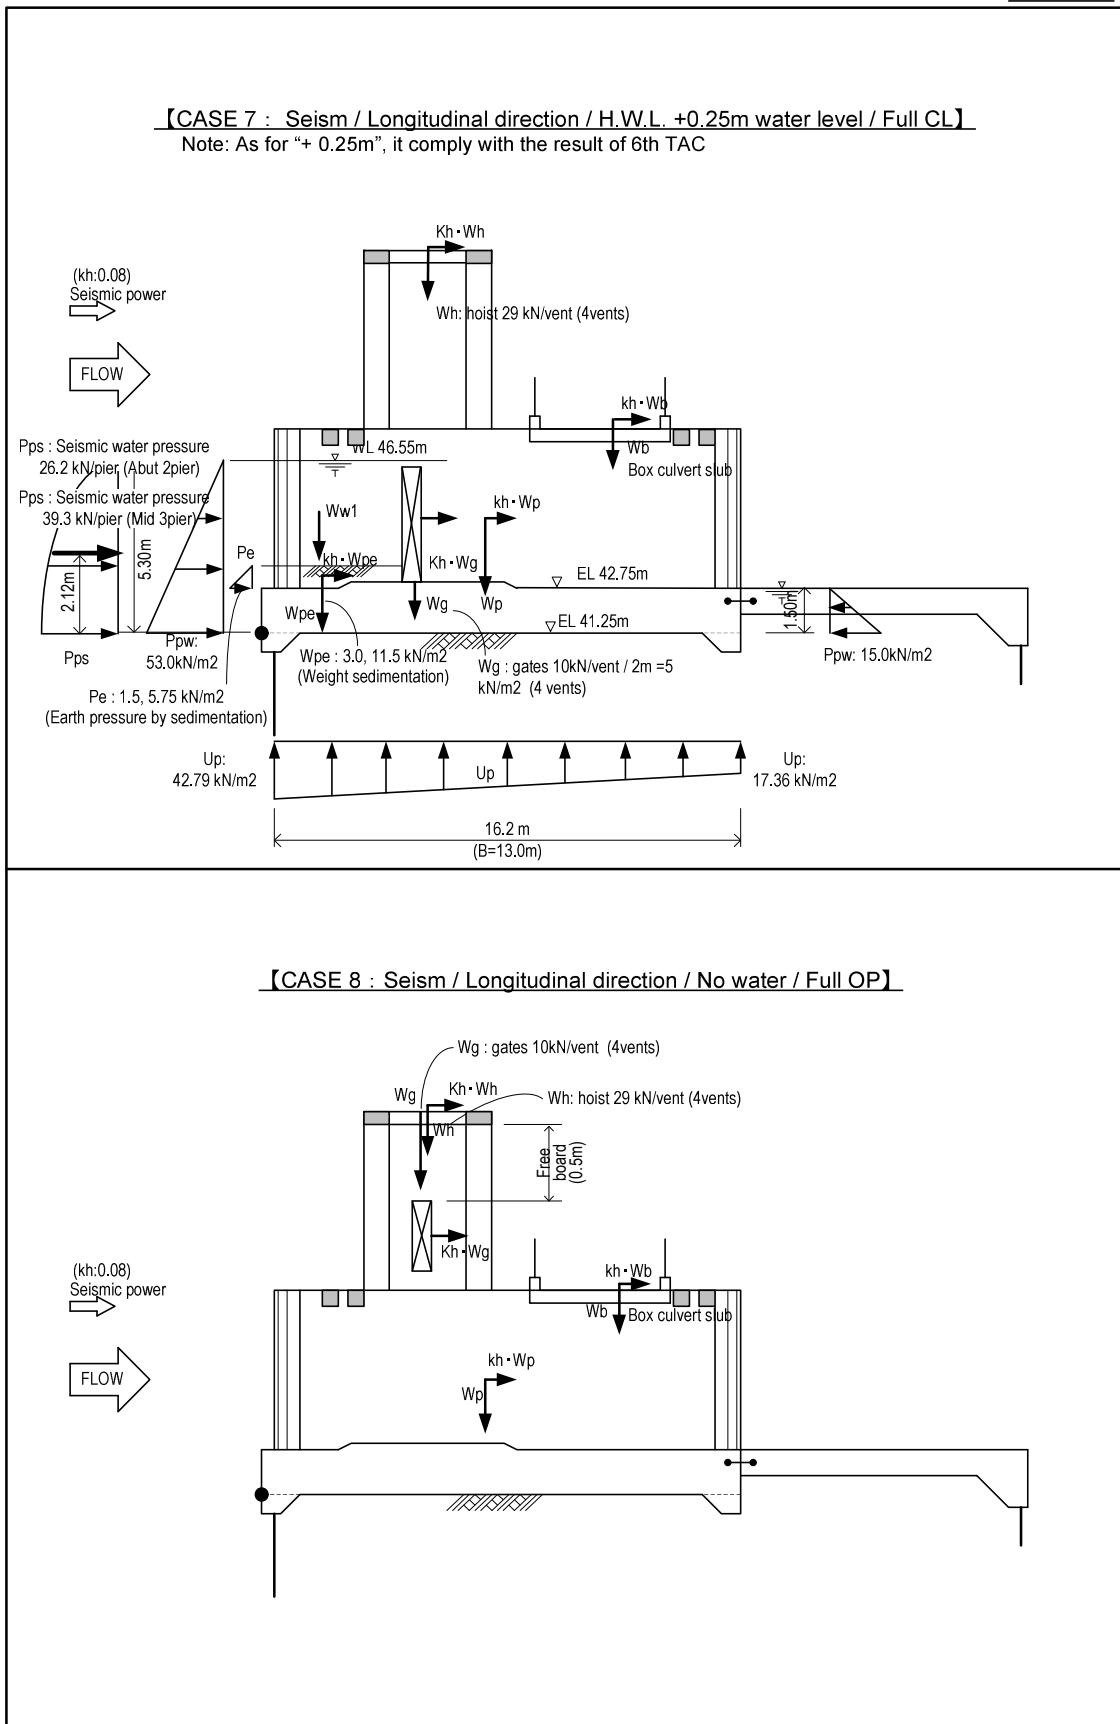 【CASE 7 : Seism / Longitudinal direction / H.W.L. +0.25m water level / Full CL】
Note: As for “+ 0.25m”, it comply with the result of 6th TAC
Kh・Wh
(kh:0.08)
Seismic power
Wh: hoist 29 kN/vent (4vents)
FLOW
kh・Wb
Pps : Seismic water pressure
26.2 kN/pier (Abut 2pier)
WL 46.55m
Wb
Box culvert slub
Pps : Seismic water pressure
39.3 kN/pier (Mid 3pier)
Ww1
kh・Wp
Pe
kh・Wpe
Kh・Wg
5.30m
2.12m
EL 42.75m
Wpe
Wg
Wp
1.50m
EL 41.25m
Pps
Ppw:
53.0kN/m2
Wpe : 3.0, 11.5 kN/m2
(Weight sedimentation)
Wg : gates 10kN/vent / 2m =5
kN/m2 (4 vents)
Ppw: 15.0kN/m2
Pe : 1.5, 5.75 kN/m2
(Earth pressure by sedimentation)
Up:
42.79 kN/m2
Up
Up:
17.36 kN/m2
16.2 m
(B=13.0m)
【CASE 8 : Seism / Longitudinal direction / No water / Full OP】
Wg : gates 10kN/vent (4vents)
Wg
Kh・Wh
Wh: hoist 29 kN/vent (4vents)
Wh
Free
board
(0.5m)
Kh・Wg
(kh:0.08)
Seismic power
kh・Wb
Wb
Box culvert slub
FLOW
kh・Wp
Wp